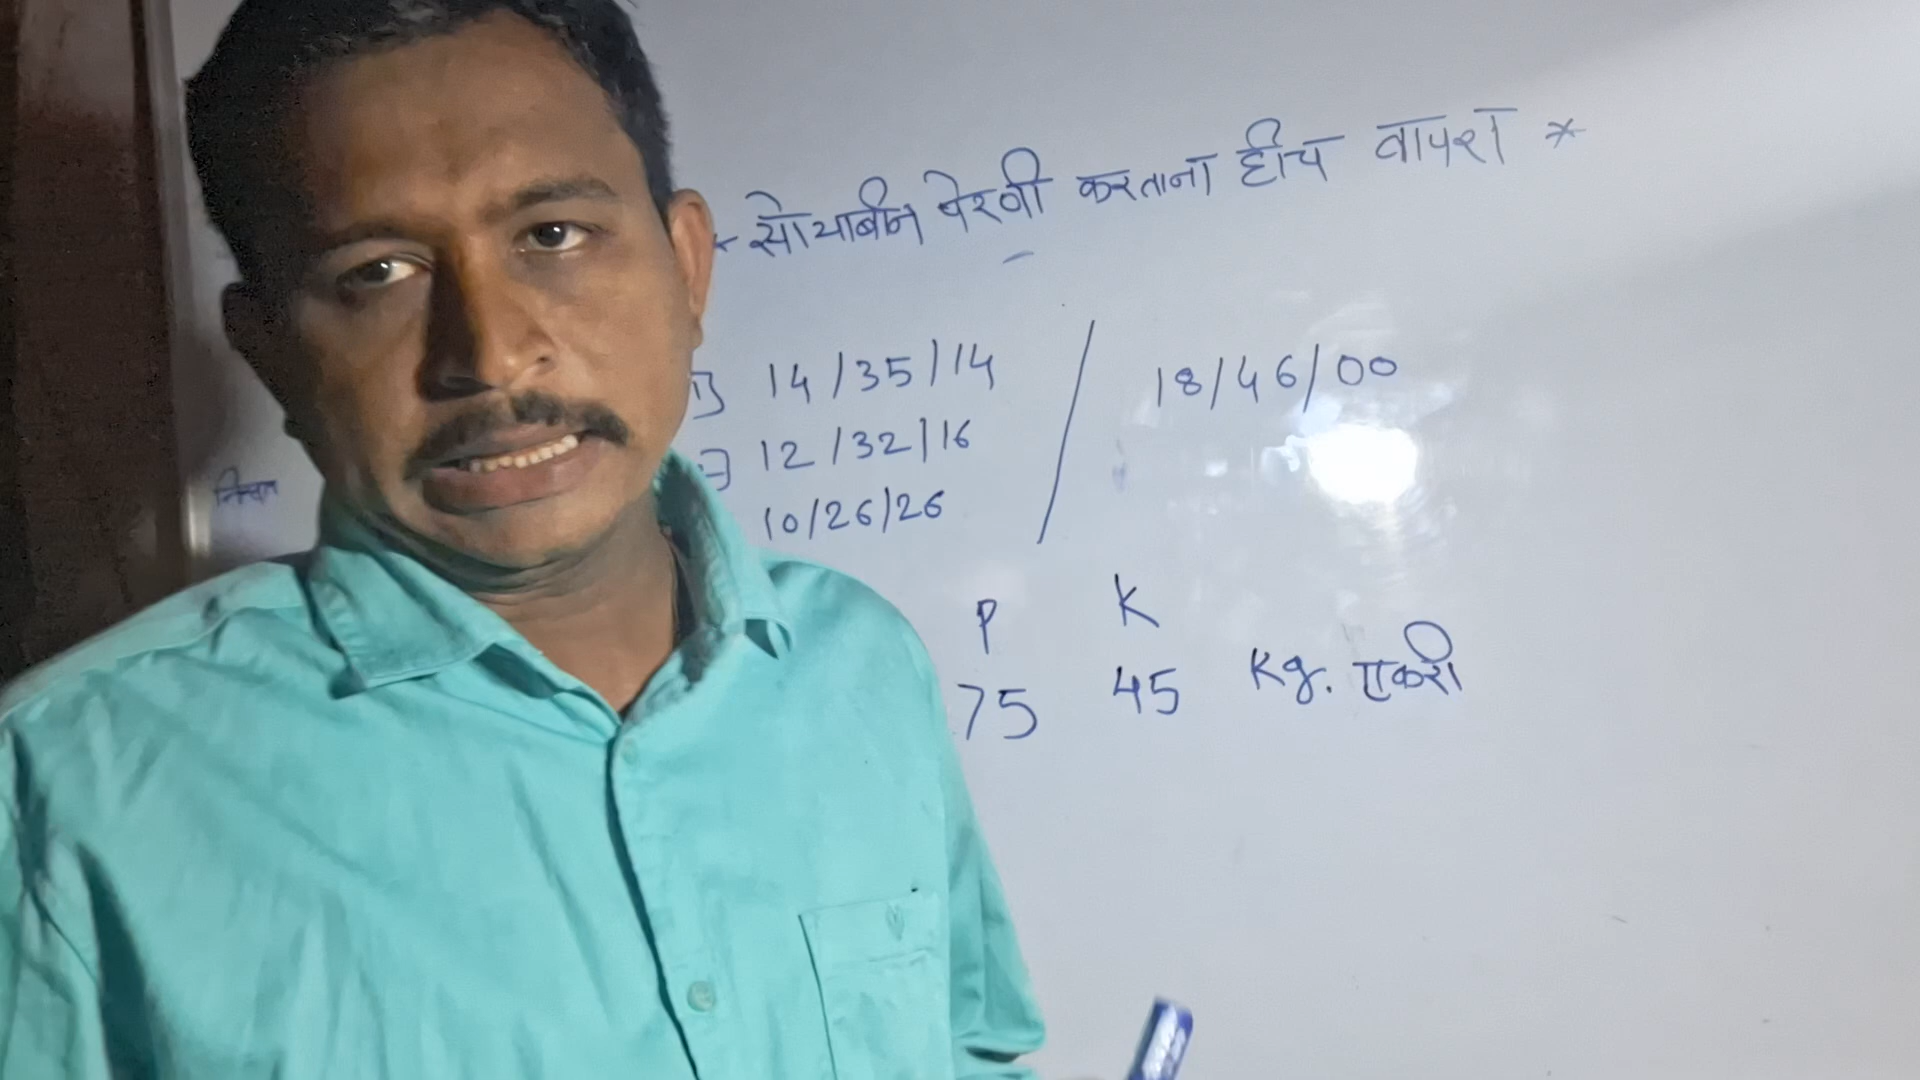 * सोयाबीन पेरणी करताना हीच वापरा *
1) 14/35/14 / 18/46/00
12/32/16
10/26/26
P K
75 45 Kg. एकरी